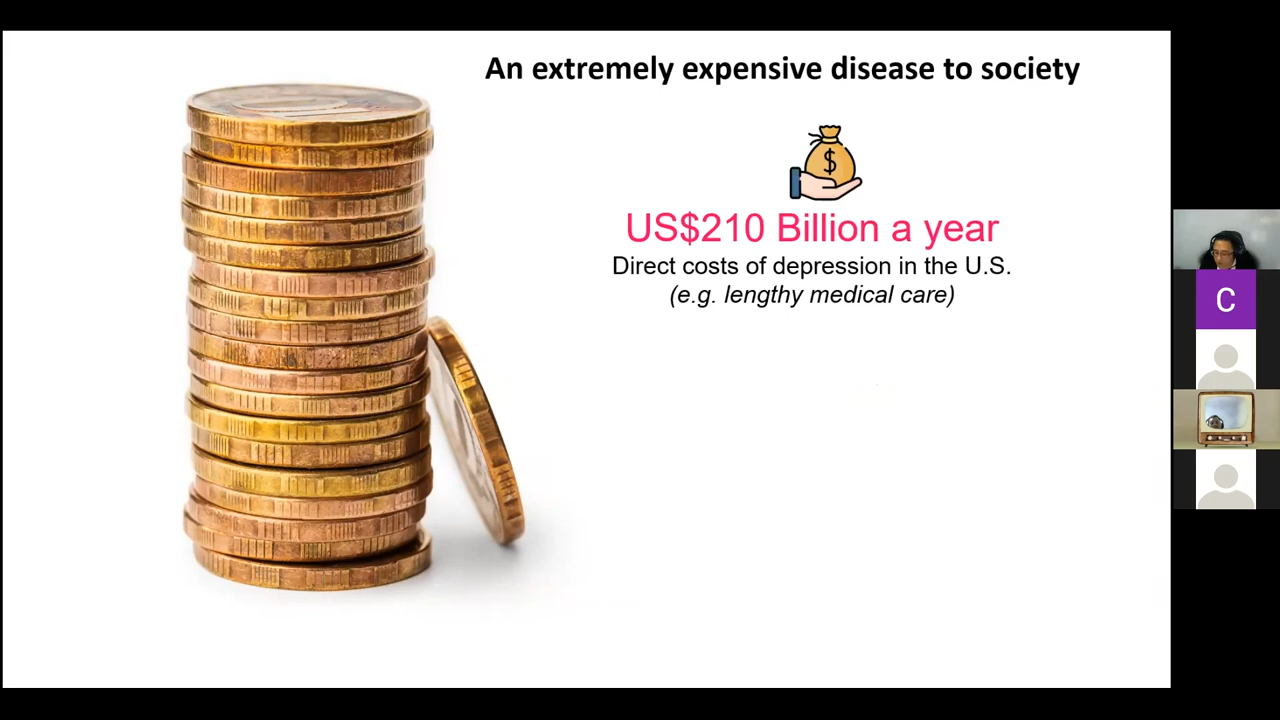 An extremely expensive disease to society
$
US$210 Billion a year
Direct costs of depression in the U.S.
(e.g. lengthy medical care)
C